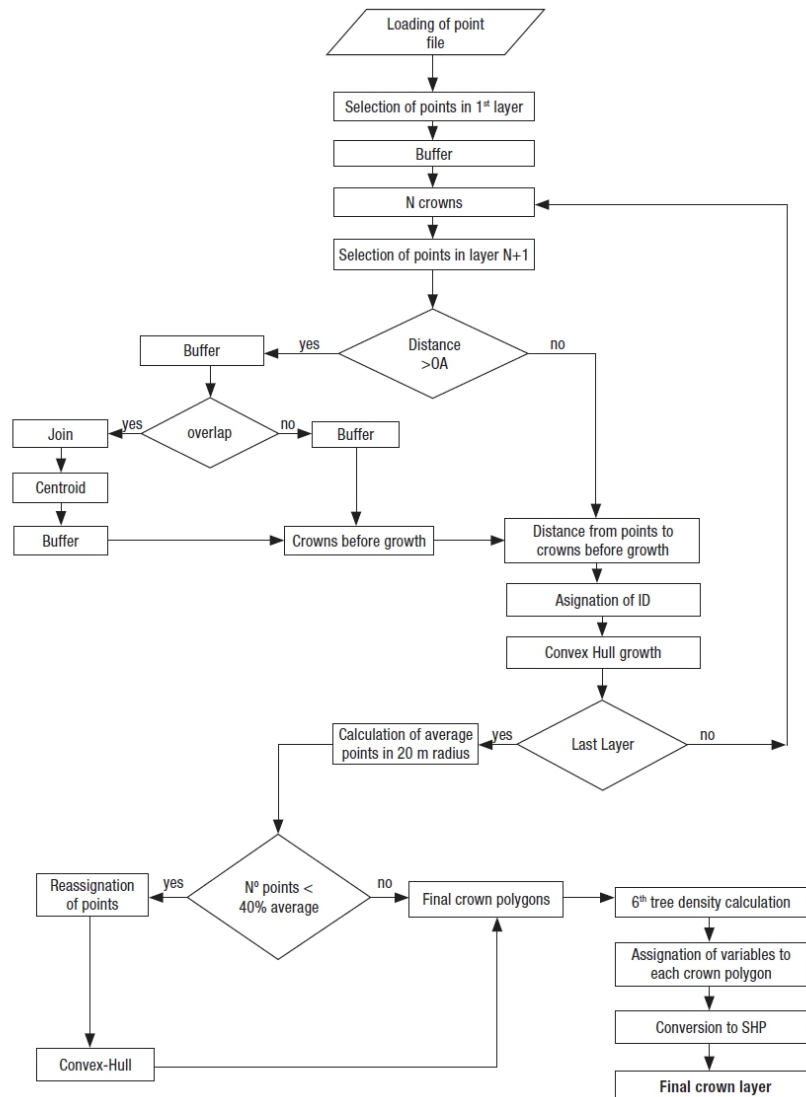 Loading of point
file
Selection of points in 1st layer
Buffer
N crowns
Selection of points in layer N+1
Distance
>OA
yes
no
Buffer
overlap
yes
no
Join
Buffer
Centroid
Buffer
Crowns before growth
Distance from points to
crowns before growth
Asignation of ID
Convex Hull growth
Last Layer
yes
no
Calculation of average
points in 20 m radius
Nº points <
40% average
yes
no
Reassignation
of points
Convex-Hull
Final crown polygons
6th tree density calculation
Assignation of variables to
each crown polygon
Conversion to SHP
Final crown layer